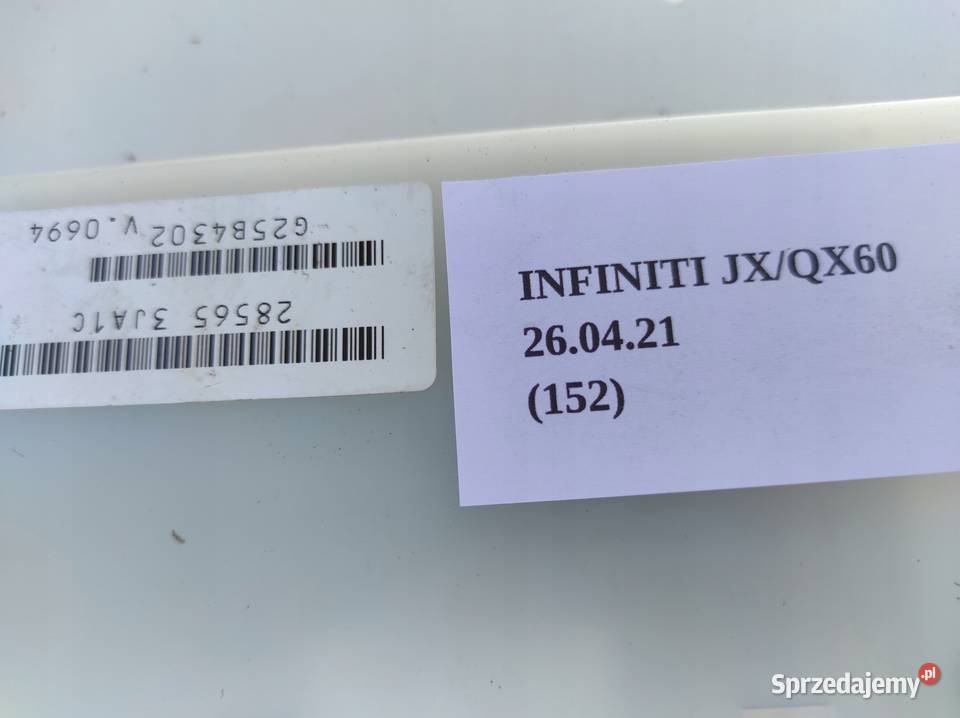 28565 3JA1C
G25B4302 v.0694
INFINITI JX/QX60
26.04.21
(152)
Sprzedajemy.pl